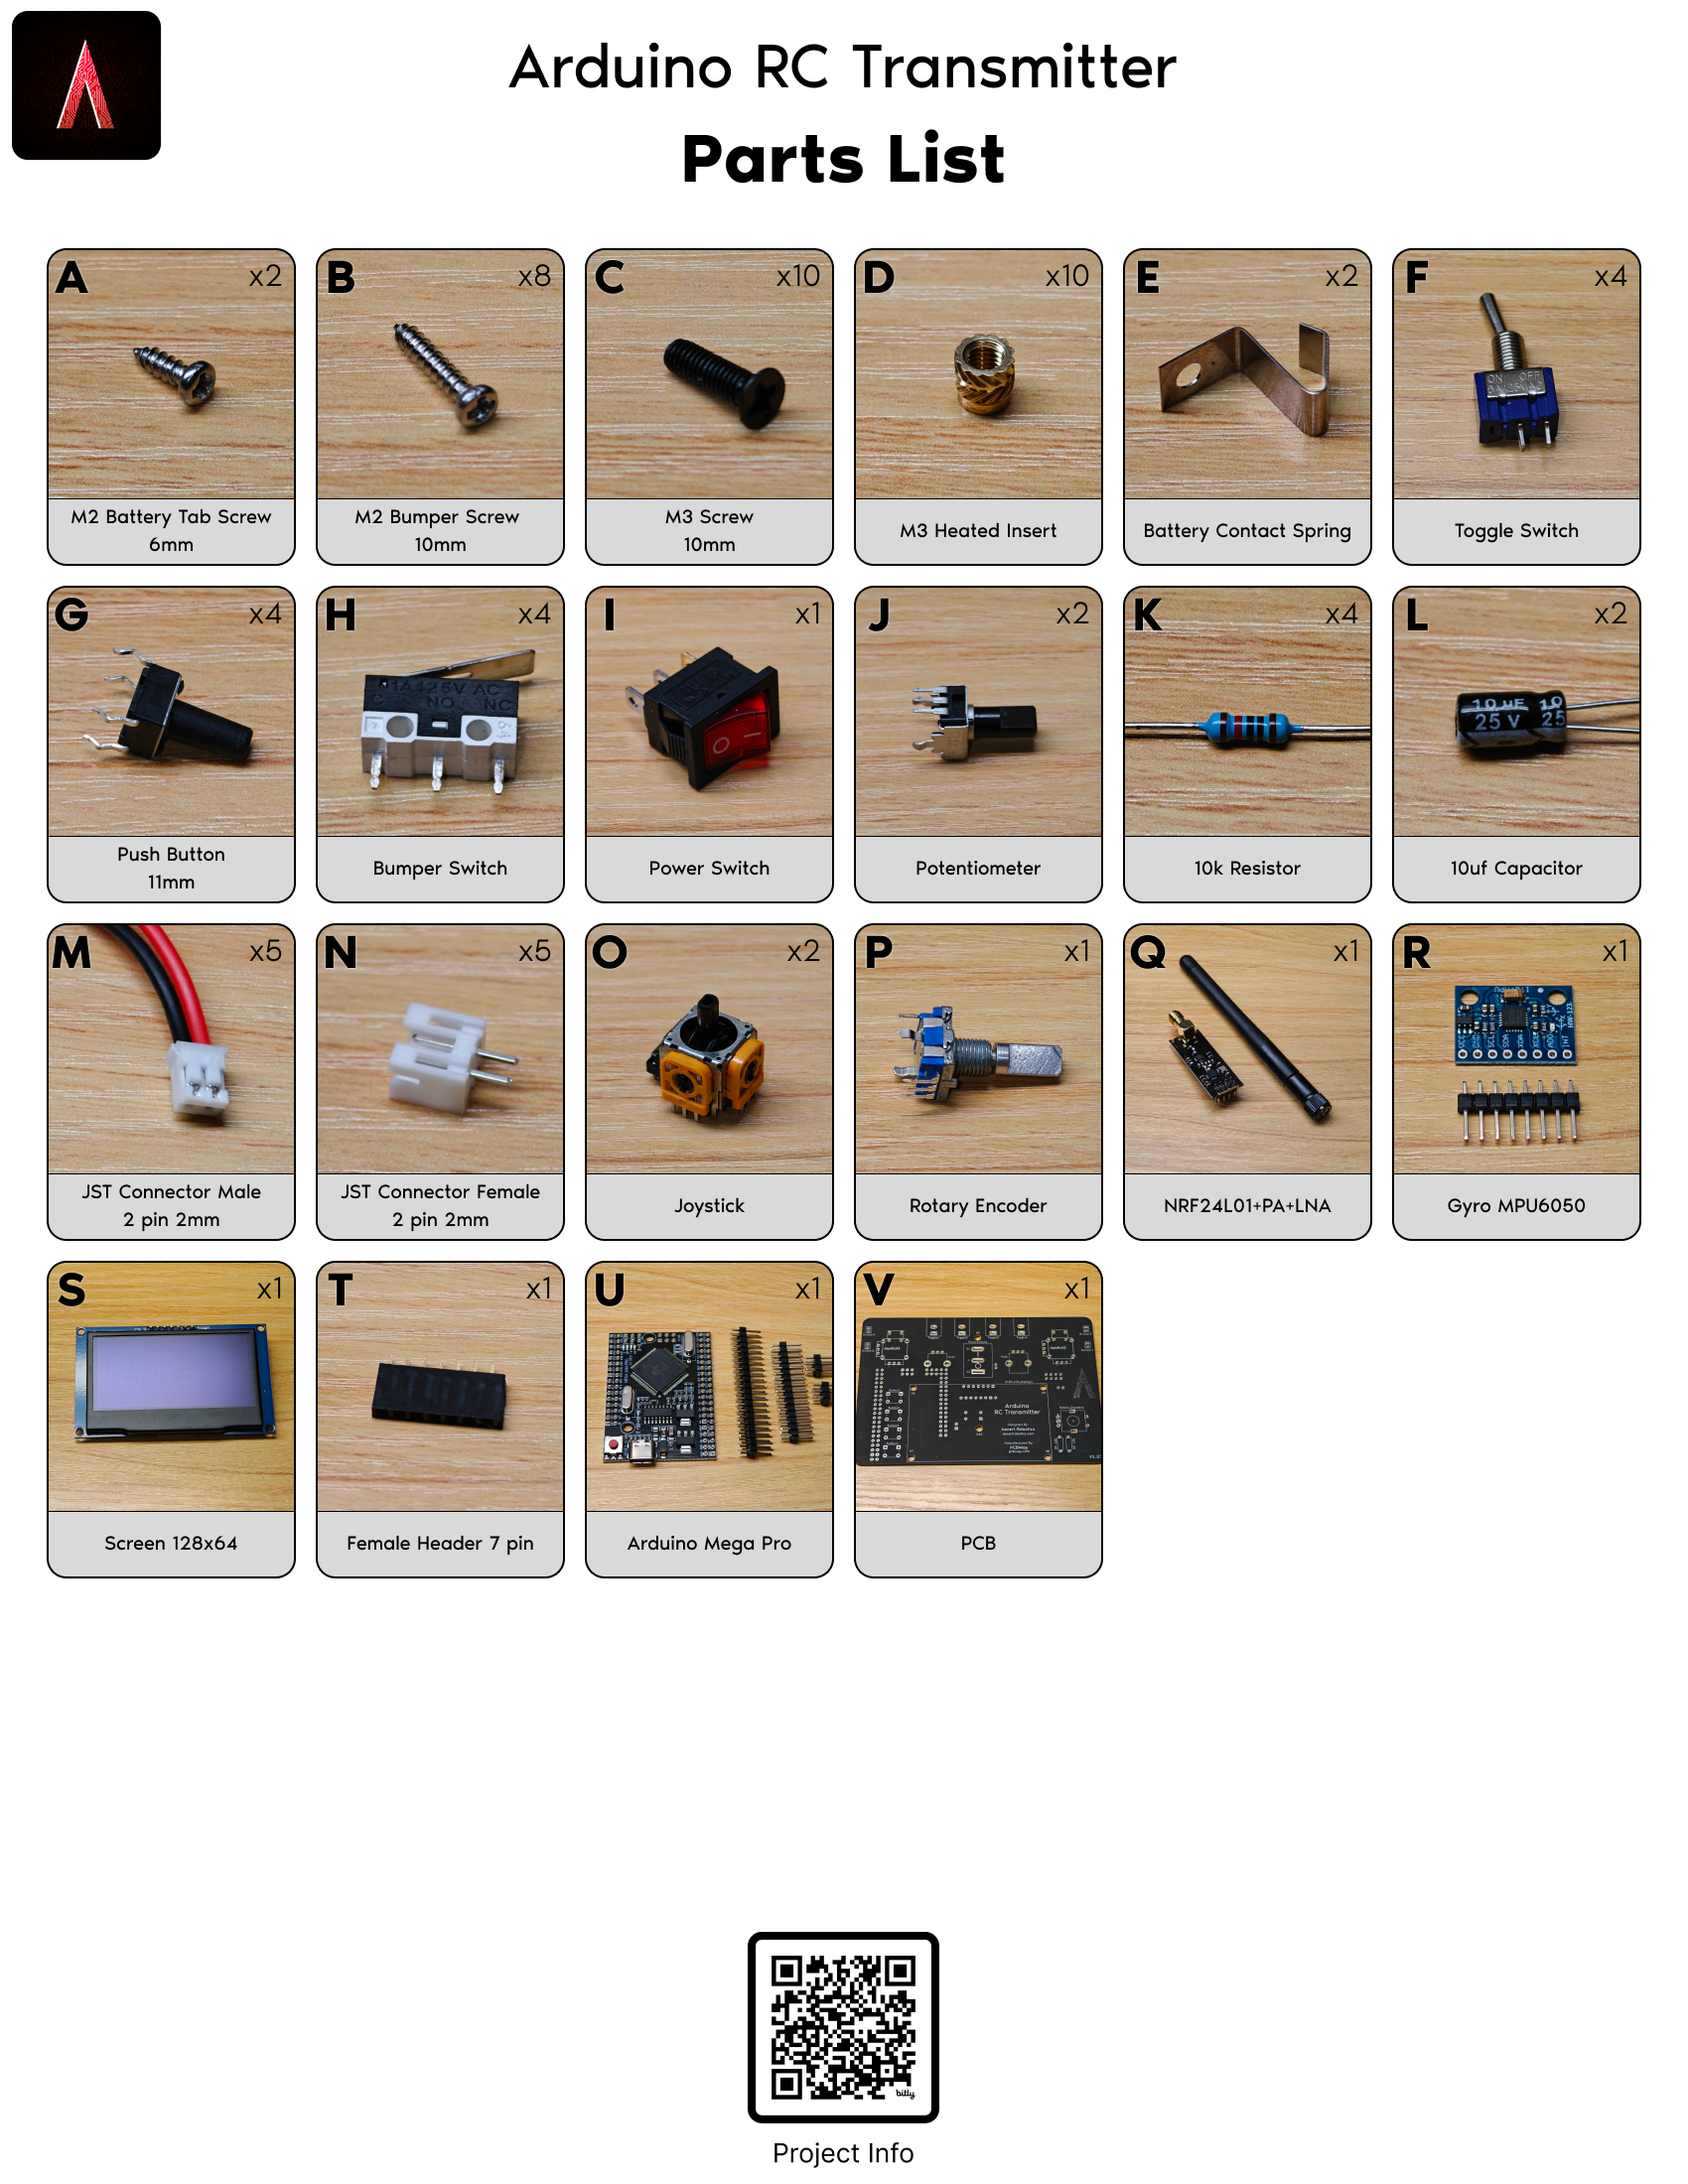 Arduino RC Transmitter
Parts List
A x2
M2 Battery Tab Screw
6mm
B x8
M2 Bumper Screw
10mm
C x10
M3 Screw
10mm
D x10
M3 Heated Insert
E x2
Battery Contact Spring
F x4
ON OFF
Toggle Switch
G x4
Push Button
11mm
H x4
1A125V AC
NO NC
Bumper Switch
I x1
Power Switch
J x2
Potentiometer
K x4
10k Resistor
L x2
10 uF 10
25 V 25
10uf Capacitor
M x5
JST Connector Male
2 pin 2mm
N x5
JST Connector Female
2 pin 2mm
O x2
Joystick
P x1
Rotary Encoder
Q x1
NRF24L01+PA+LNA
R x1
Gyro MPU6050
S x1
Screen 128x64
T x1
Female Header 7 pin
U x1
Arduino Mega Pro
V x1
Arduino
RC Transmitter
PCB
bitly
Project Info